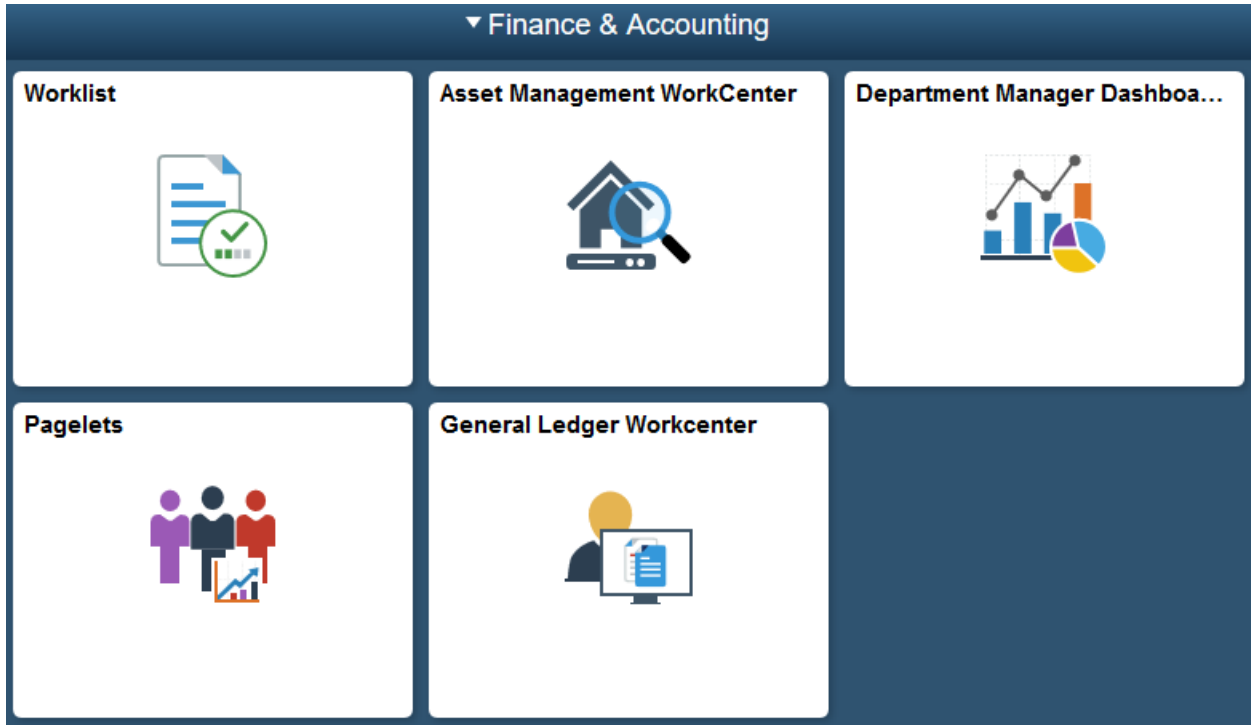 Finance & Accounting
Worklist
Asset Management WorkCenter
Department Manager Dashboa...
Pagelets
General Ledger Workcenter